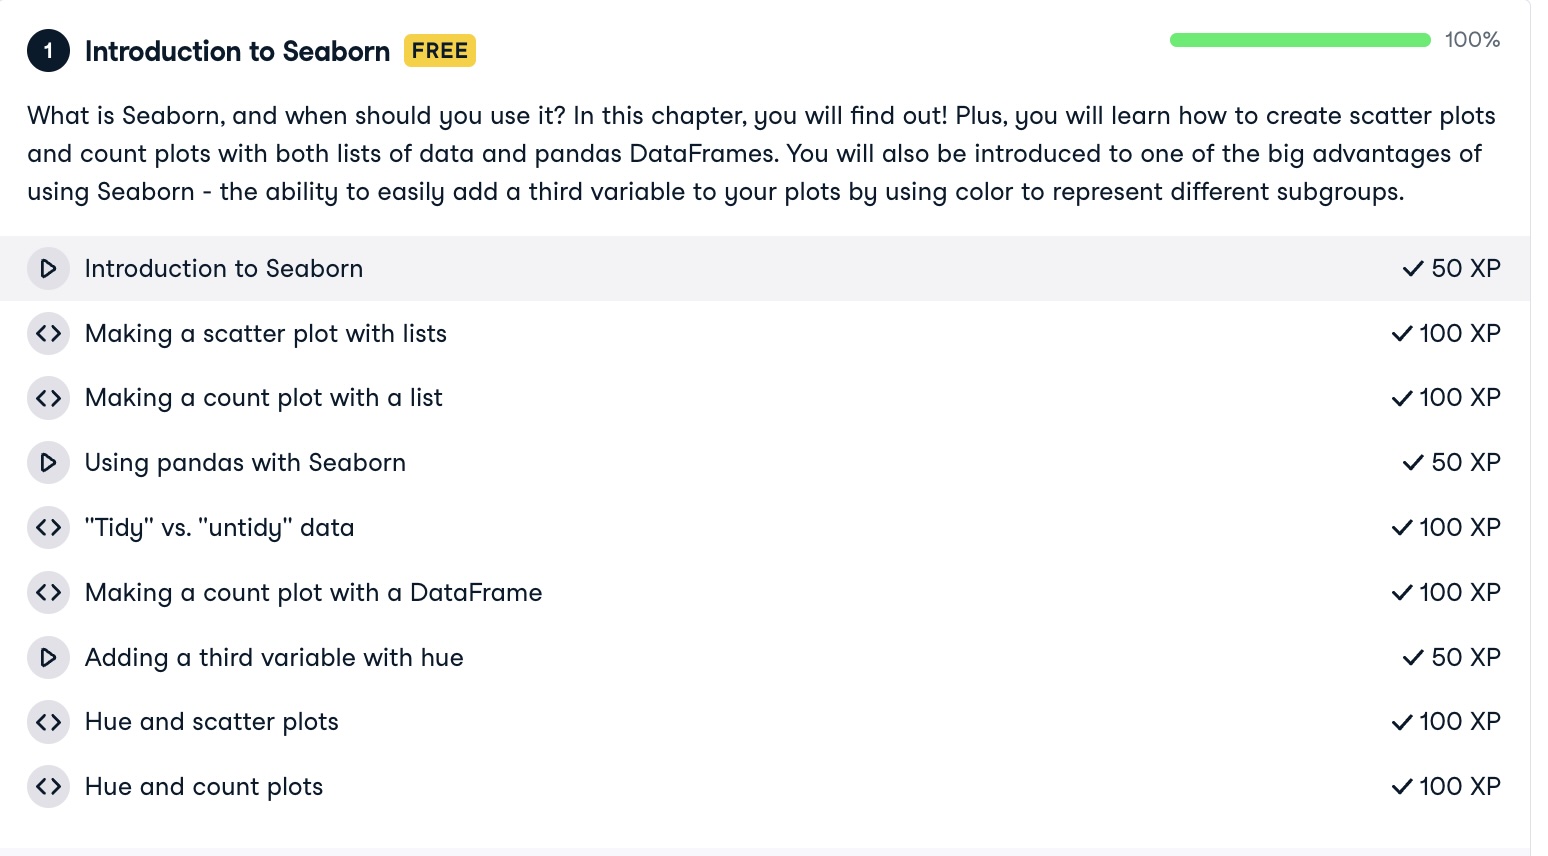 1 Introduction to Seaborn FREE 100%
What is Seaborn, and when should you use it? In this chapter, you will find out! Plus, you will learn how to create scatter plots
and count plots with both lists of data and pandas DataFrames. You will also be introduced to one of the big advantages of
using Seaborn - the ability to easily add a third variable to your plots by using color to represent different subgroups.
Introduction to Seaborn 50 XP
Making a scatter plot with lists 100 XP
Making a count plot with a list 100 XP
Using pandas with Seaborn 50 XP
"Tidy" vs. "untidy" data 100 XP
Making a count plot with a DataFrame 100 XP
Adding a third variable with hue 50 XP
Hue and scatter plots 100 XP
Hue and count plots 100 XP